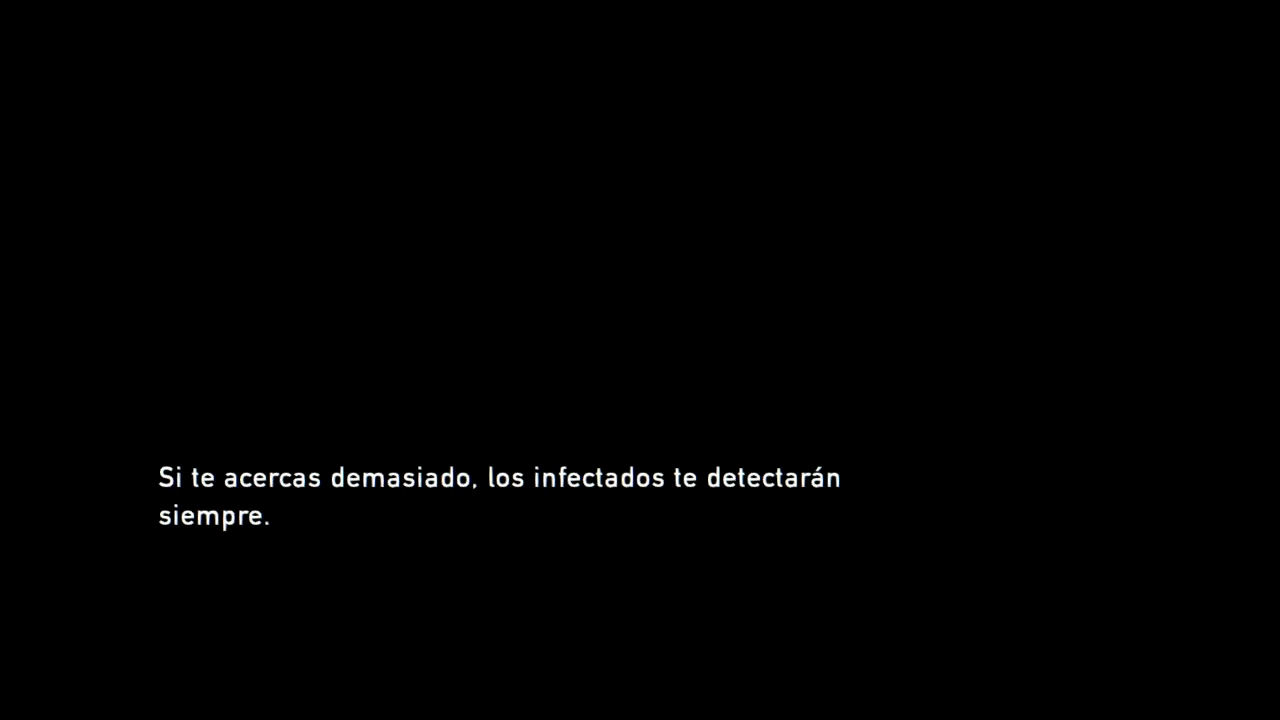 Si te acercas demasiado, los infectados te detectarán
siempre.